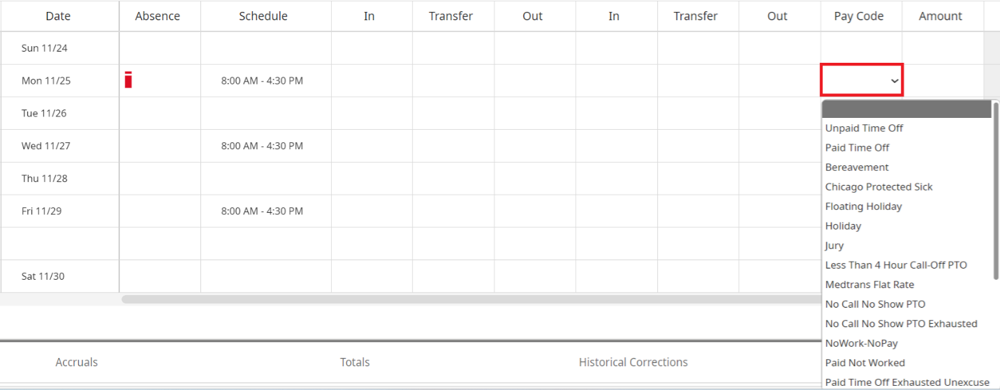 Date Absence Schedule In Transfer Out In Transfer Out Pay Code Amount
Sun 11/24
Mon 11/25 8:00 AM - 4:30 PM
Tue 11/26
Wed 11/27 8:00 AM - 4:30 PM
Thu 11/28
Fri 11/29 8:00 AM - 4:30 PM
Sat 11/30
Unpaid Time Off
Paid Time Off
Bereavement
Chicago Protected Sick
Floating Holiday
Holiday
Jury
Less Than 4 Hour Call-Off PTO
Medtrans Flat Rate
No Call No Show PTO
No Call No Show PTO Exhausted
NoWork-NoPay
Paid Not Worked
Paid Time Off Exhausted Unexcuse
Accruals Totals Historical Corrections